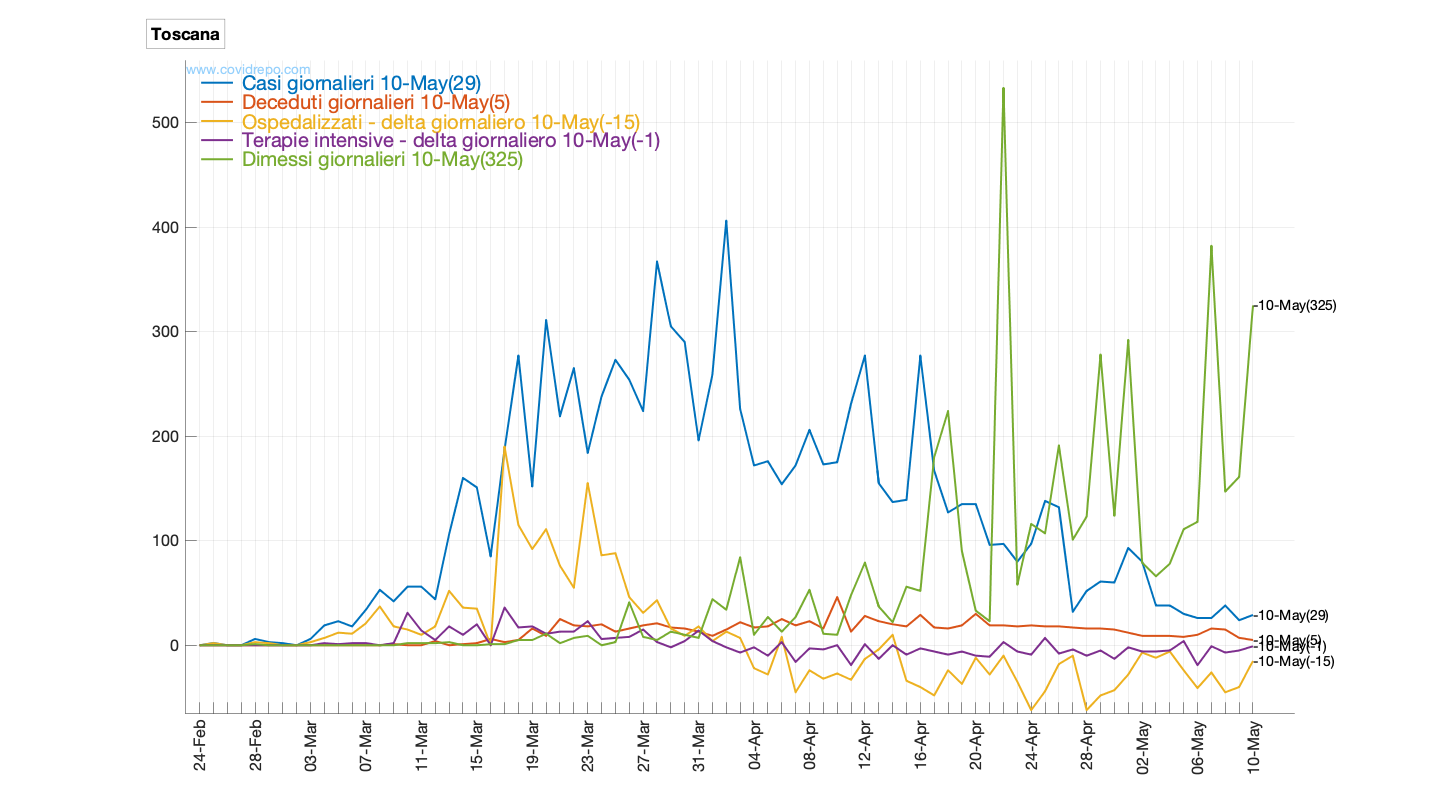 Toscana
www.covidrepo.com
Casi giornalieri 10-May(29)
Deceduti giornalieri 10-May(5)
Ospedalizzati - delta giornaliero 10-May(-15)
Terapie intensive - delta giornaliero 10-May(-1)
Dimessi giornalieri 10-May(325)
500
400
300
200
100
0
10-May(325)
10-May(29)
10-May(5)
10-May(-1)
10-May(-15)
24-Feb
28-Feb
03-Mar
07-Mar
11-Mar
15-Mar
19-Mar
23-Mar
27-Mar
31-Mar
04-Apr
08-Apr
12-Apr
16-Apr
20-Apr
24-Apr
28-Apr
02-May
06-May
10-May